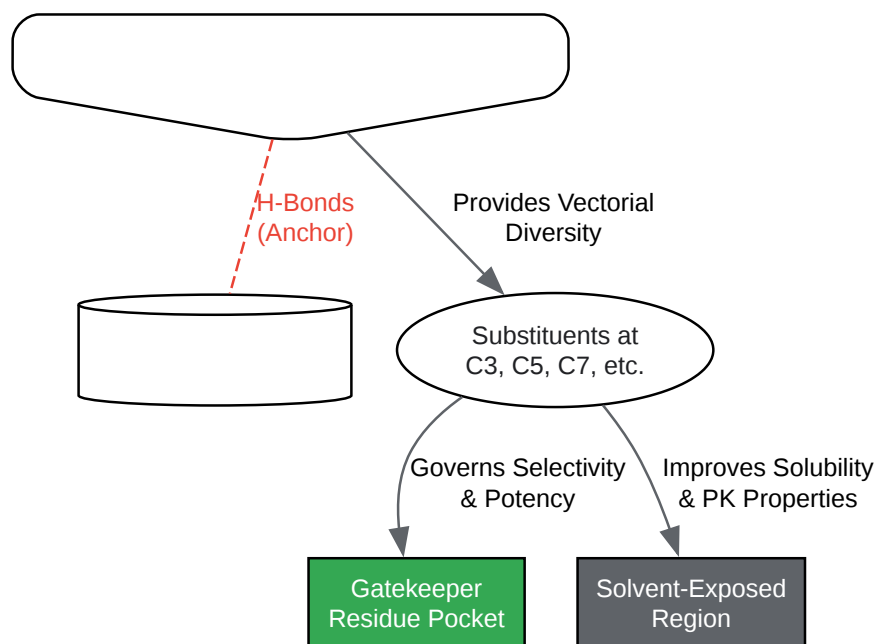 H-Bonds
(Anchor)
Provides Vectorial
Diversity
Substituents at
C3, C5, C7, etc.
Governs Selectivity
& Potency
Improves Solubility
& PK Properties
Gatekeeper
Residue Pocket
Solvent-Exposed
Region